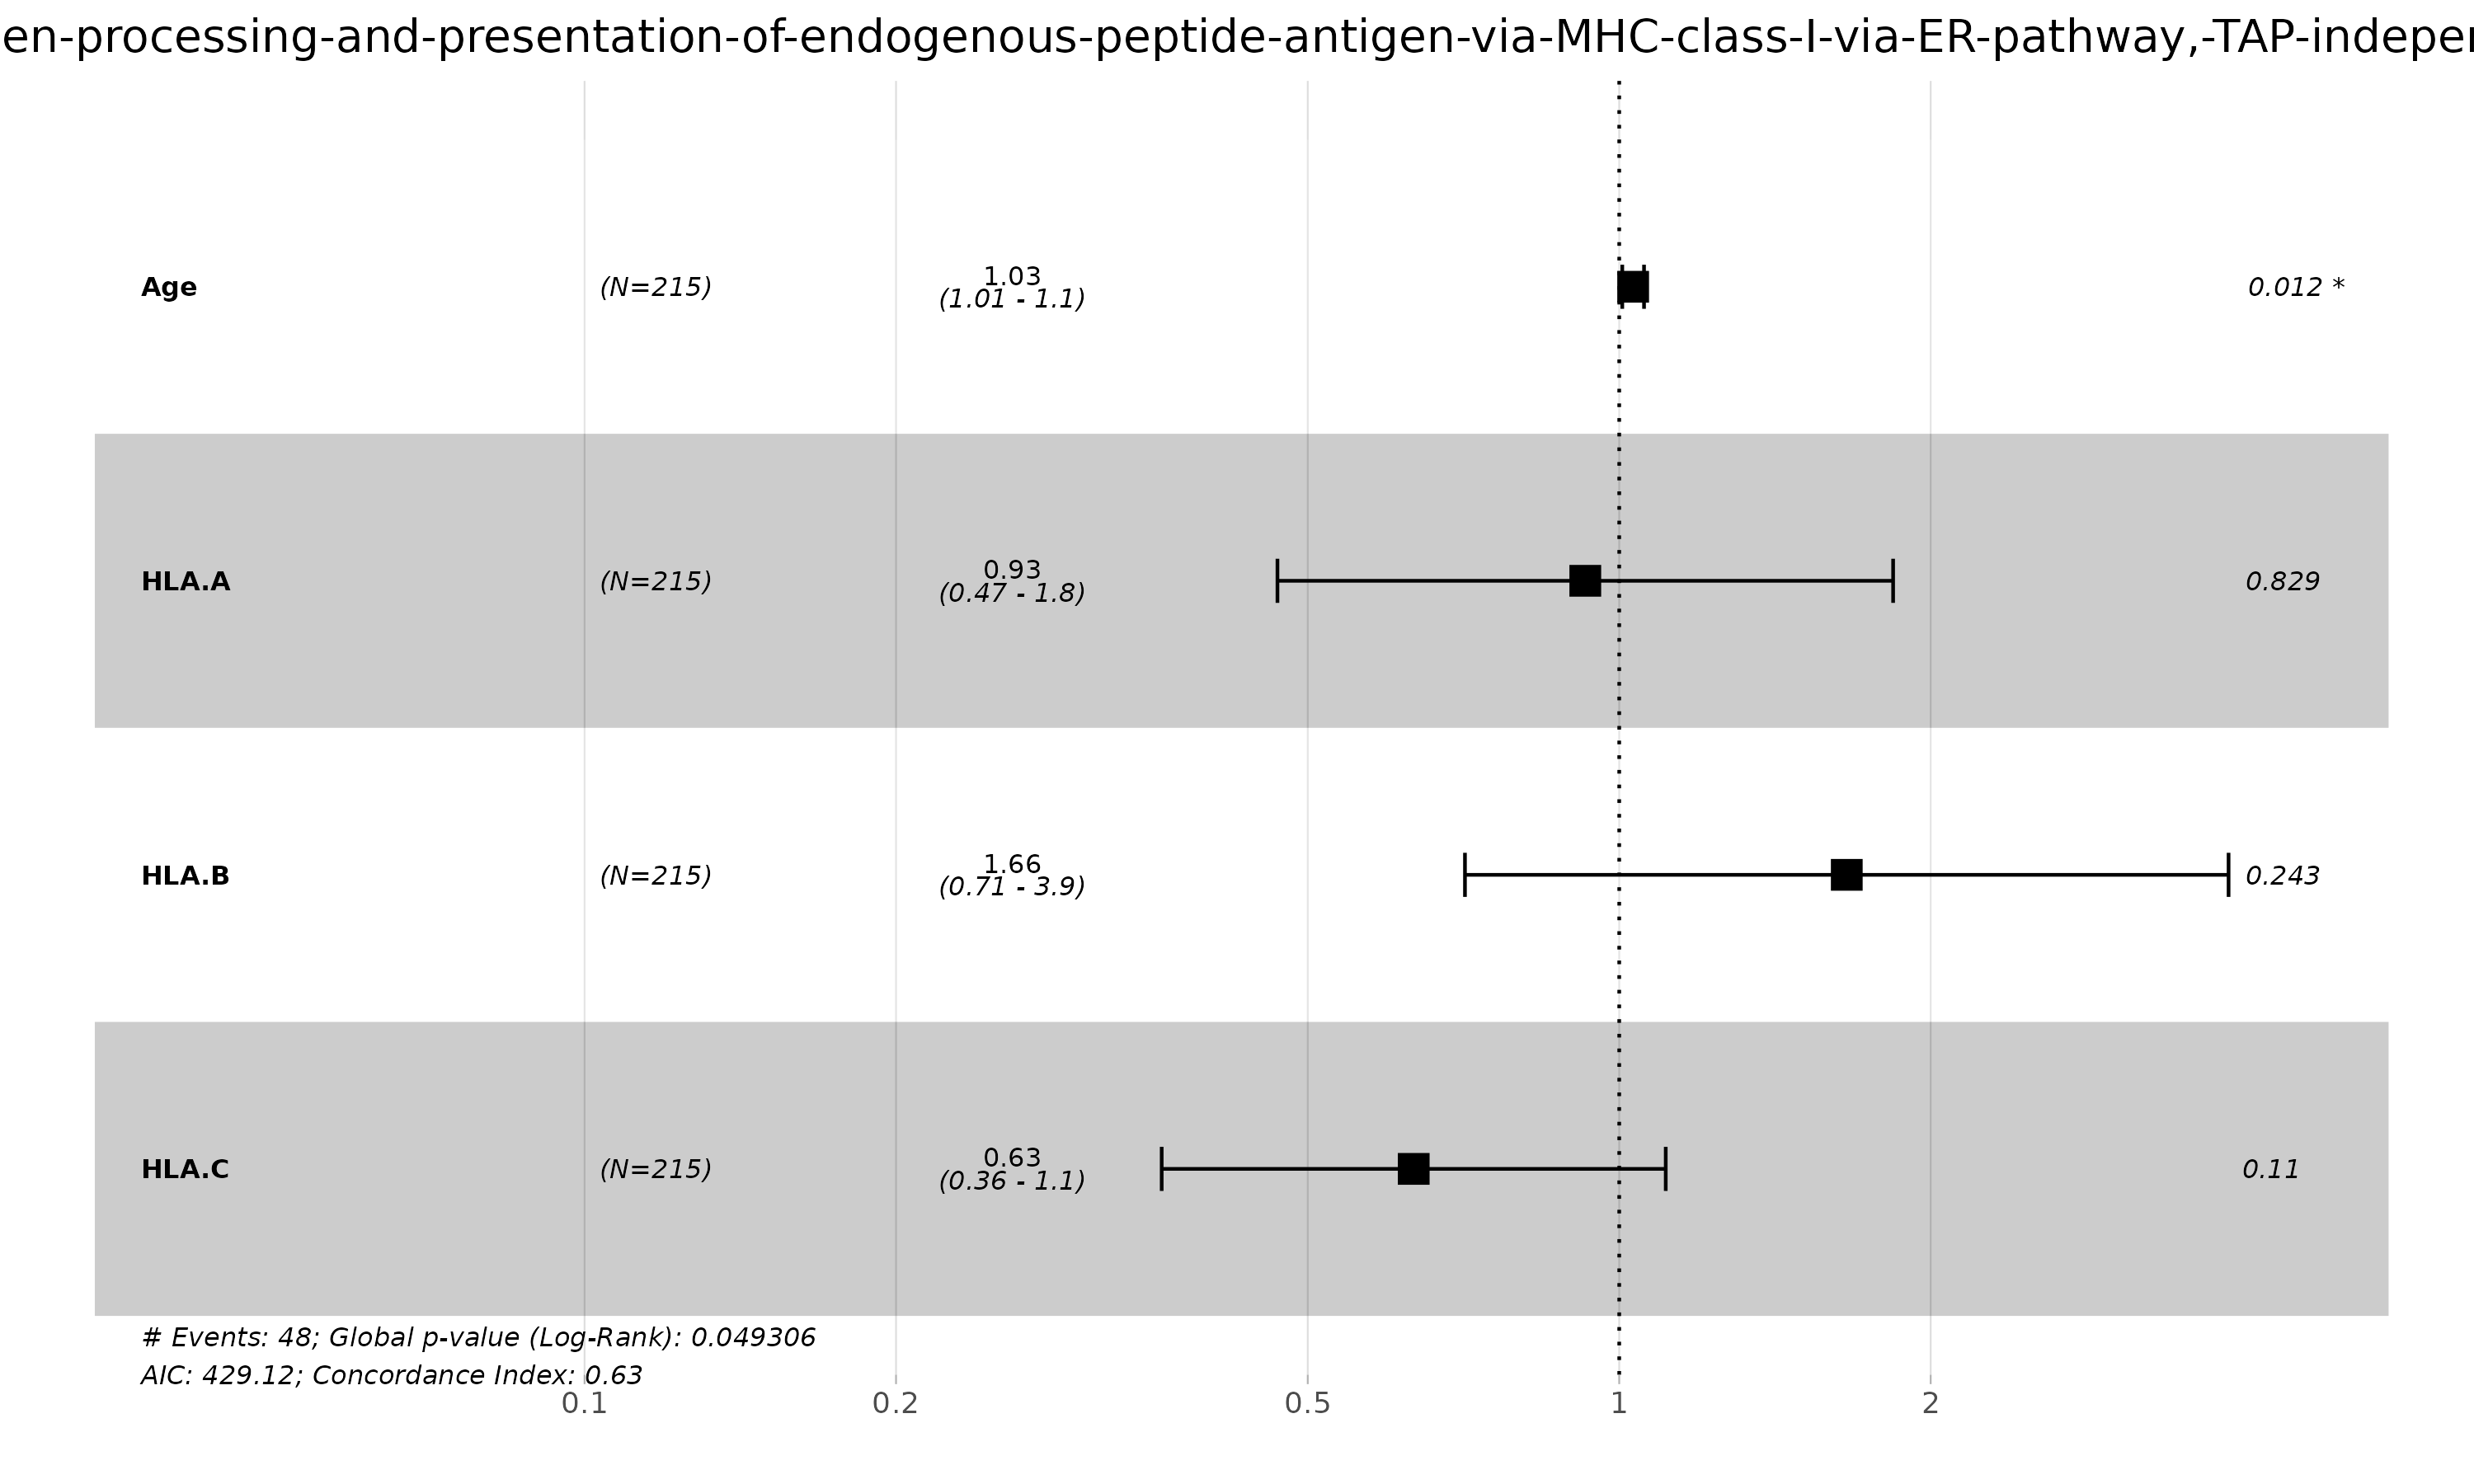 en-processing-and-presentation-of-endogenous-peptide-antigen-via-MHC-class-I-via-ER-pathway,-TAP-indepe
Age (N=215) 1.03 (1.01 - 1.1) 0.012 *
HLA.A (N=215) 0.93 (0.47 - 1.8) 0.829
HLA.B (N=215) 1.66 (0.71 - 3.9) 0.243
HLA.C (N=215) 0.63 (0.36 - 1.1) 0.11
# Events: 48; Global p-value (Log-Rank): 0.049306
AIC: 429.12; Concordance Index: 0.63
0.1 0.2 0.5 1 2